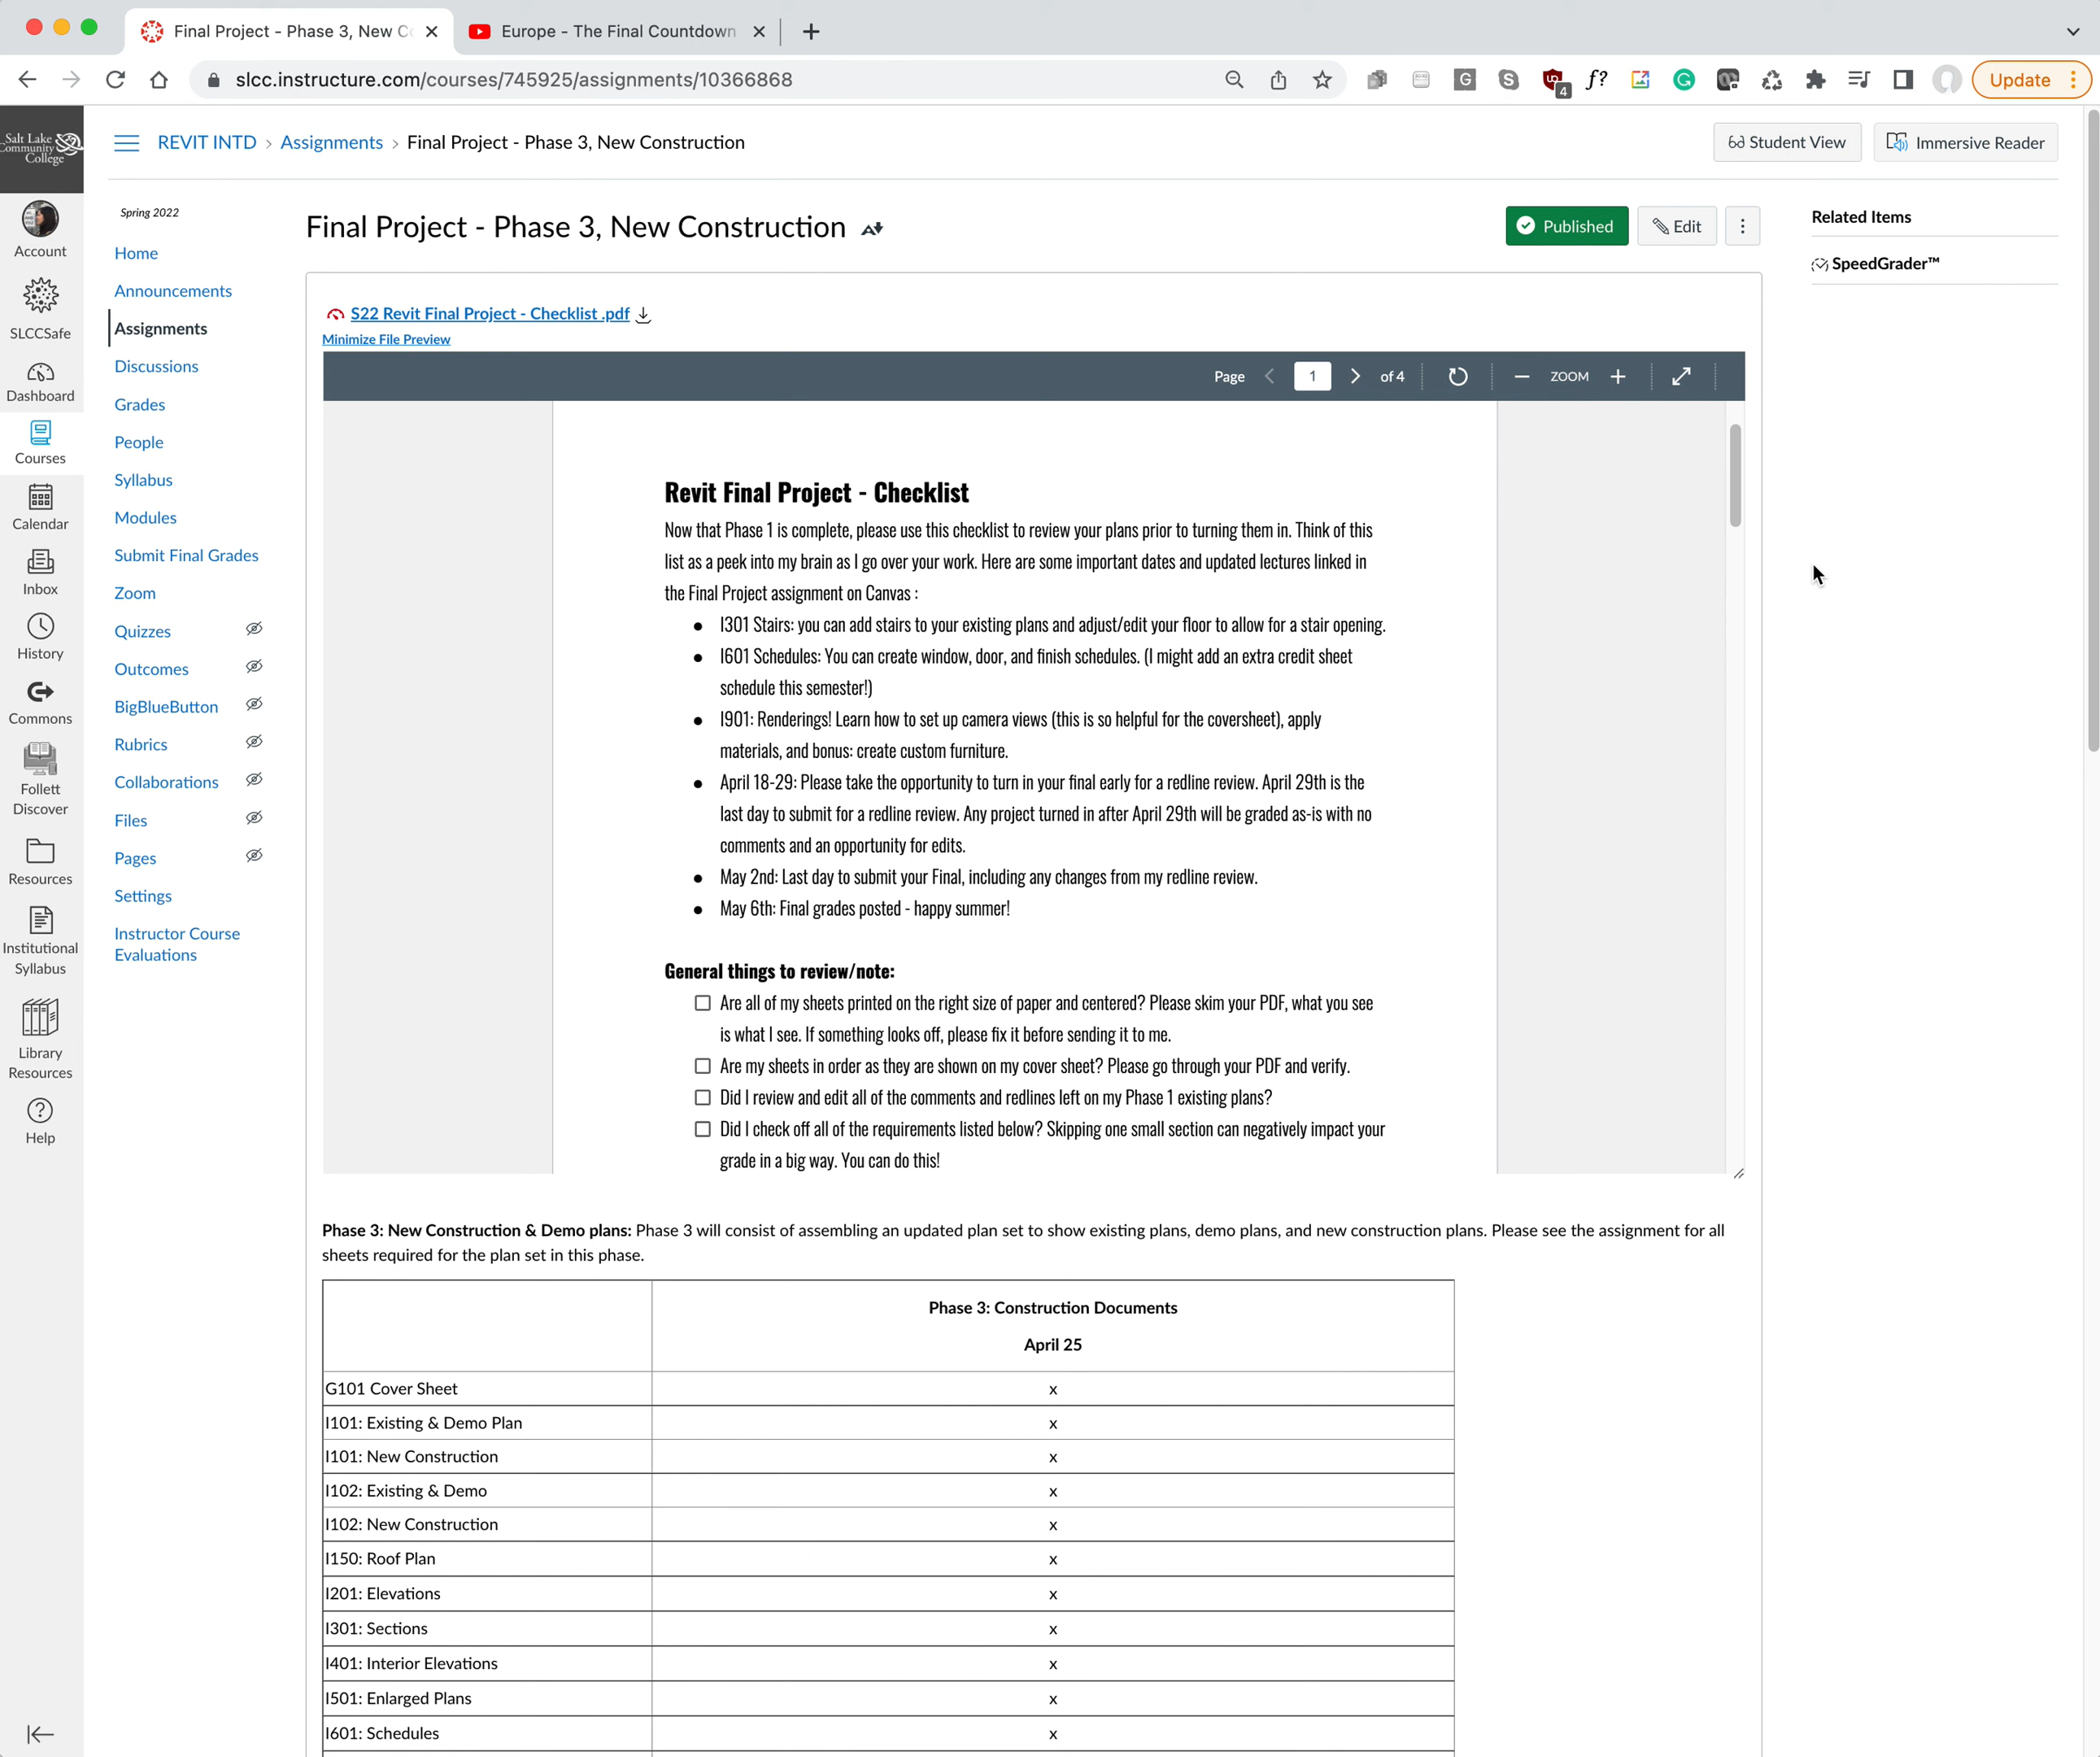 Final Project - Phase 3, New Co
Europe - The Final Countdown
slcc.instructure.com/courses/745925/assignments/10366868
4
f?
Update
Salt Lake
Community
College
REVIT INTD > Assignments > Final Project - Phase 3, New Construction
Student View
Immersive Reader
Account
SLCCSafe
Dashboard
Courses
Calendar
Inbox
History
Commons
Follett
Discover
Resources
Institutional
Syllabus
Library
Resources
Help
Spring 2022
Home
Announcements
Assignments
Discussions
Grades
People
Syllabus
Modules
Submit Final Grades
Zoom
Quizzes
Outcomes
BigBlueButton
Rubrics
Collaborations
Files
Pages
Settings
Instructor Course
Evaluations
Final Project - Phase 3, New Construction
Published
Edit
Related Items
SpeedGrader™
S22 Revit Final Project - Checklist .pdf
Minimize File Preview
Page 1 of 4 ZOOM
Revit Final Project - Checklist
Now that Phase 1 is complete, please use this checklist to review your plans prior to turning them in. Think of this
list as a peek into my brain as I go over your work. Here are some important dates and updated lectures linked in
the Final Project assignment on Canvas :
● I301 Stairs: you can add stairs to your existing plans and adjust/edit your floor to allow for a stair opening.
● I601 Schedules: You can create window, door, and finish schedules. (I might add an extra credit sheet
schedule this semester!)
● I901: Renderings! Learn how to set up camera views (this is so helpful for the coversheet), apply
materials, and bonus: create custom furniture.
● April 18-29: Please take the opportunity to turn in your final early for a redline review. April 29th is the
last day to submit for a redline review. Any project turned in after April 29th will be graded as-is with no
comments and an opportunity for edits.
● May 2nd: Last day to submit your Final, including any changes from my redline review.
● May 6th: Final grades posted - happy summer!
General things to review/note:
☐ Are all of my sheets printed on the right size of paper and centered? Please skim your PDF, what you see
is what I see. If something looks off, please fix it before sending it to me.
☐ Are my sheets in order as they are shown on my cover sheet? Please go through your PDF and verify.
☐ Did I review and edit all of the comments and redlines left on my Phase 1 existing plans?
☐ Did I check off all of the requirements listed below? Skipping one small section can negatively impact your
grade in a big way. You can do this!
Phase 3: New Construction & Demo plans: Phase 3 will consist of assembling an updated plan set to show existing plans, demo plans, and new construction plans. Please see the assignment for all
sheets required for the plan set in this phase.
Phase 3: Construction Documents
April 25
G101 Cover Sheet x
I101: Existing & Demo Plan x
I101: New Construction x
I102: Existing & Demo x
I102: New Construction x
I150: Roof Plan x
I201: Elevations x
I301: Sections x
I401: Interior Elevations x
I501: Enlarged Plans x
I601: Schedules x